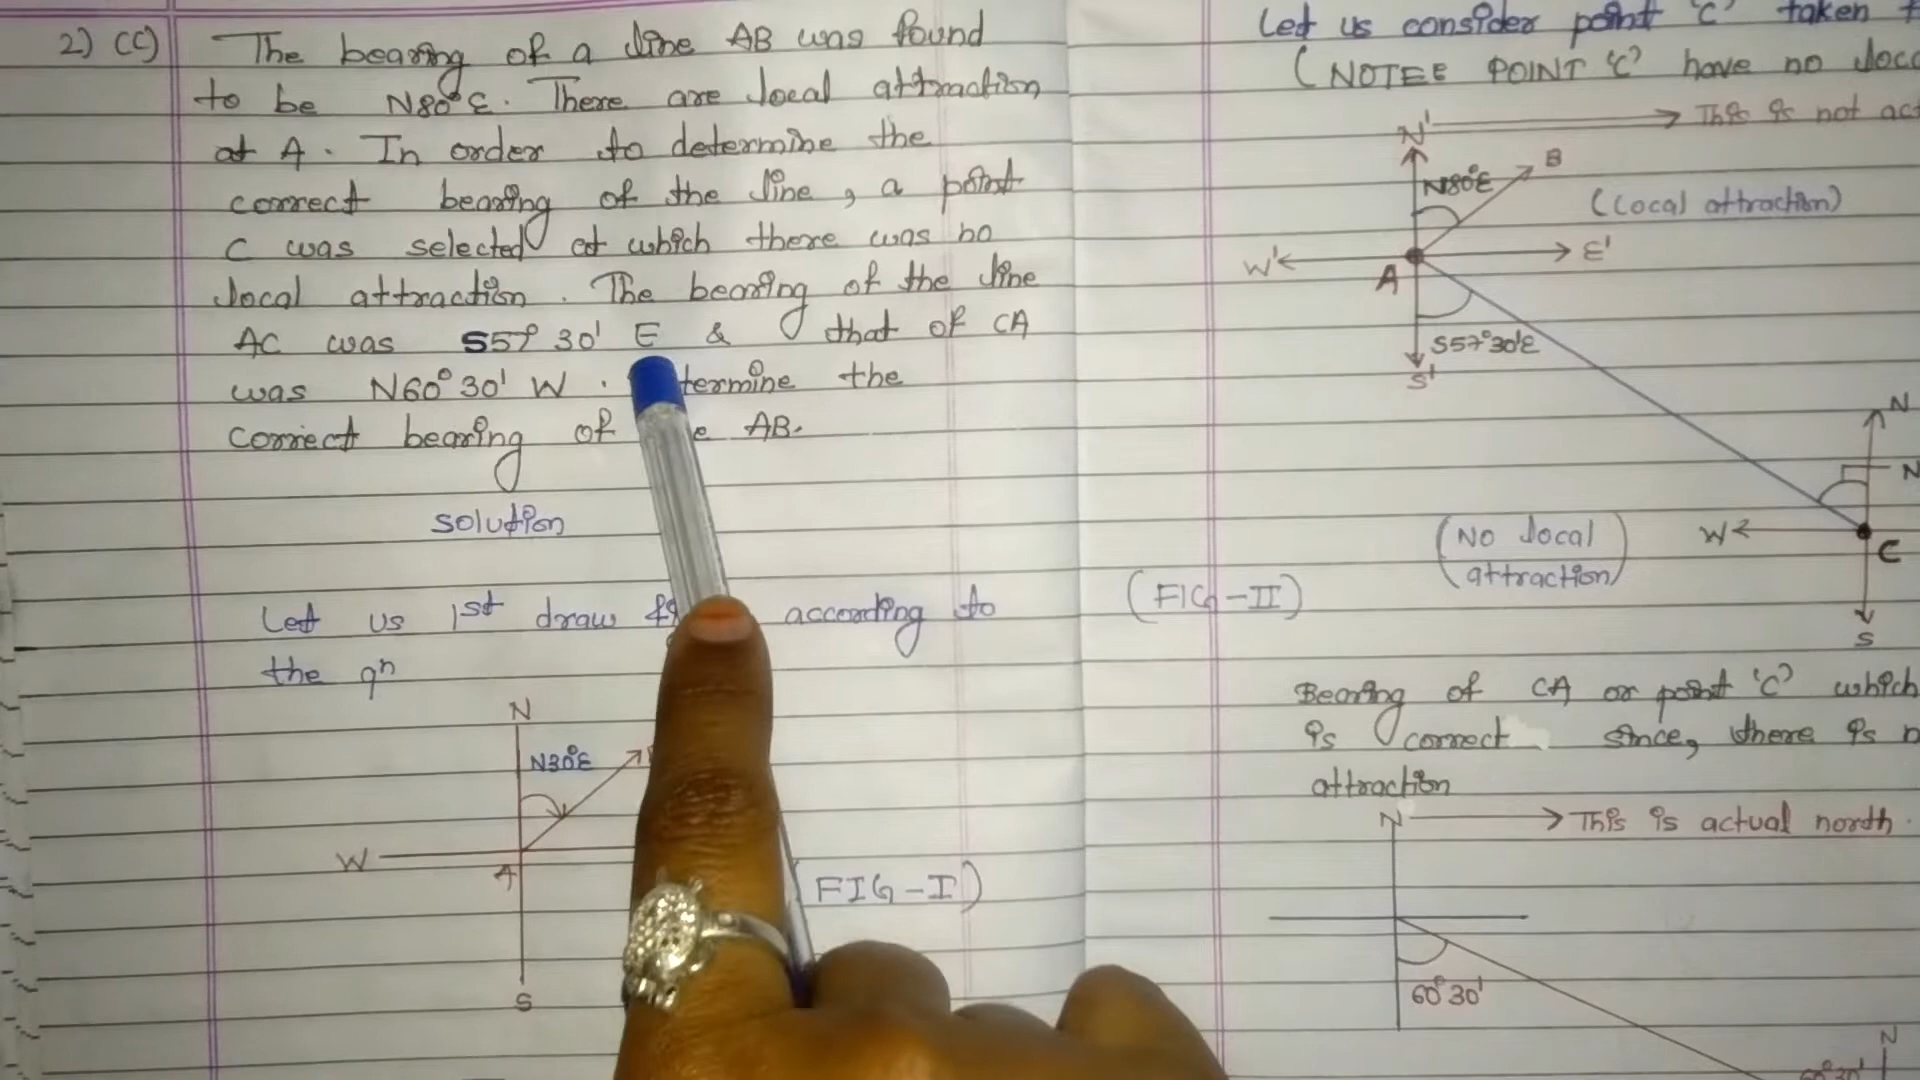 2) (C) The bearing of a line AB was found
to be N80°E. There are local attraction
at A. In order to determine the
correct bearing of the line, a point
C was selected at which there was no
local attraction. The bearing of the line
AC was S57° 30' E & that of CA
was N60° 30' W. termine the
correct bearing of e AB.
solution
Let us 1st draw according to
the qn
N
N30°E
W
A
S
(FIG-I)
Let us consider point 'C' taken
(NOTEE POINT 'C' have no
N' This is not
N80°E
B
(Local attraction)
W'
E'
A
S57°30'E
S'
N
N
(No local
attraction)
W
C
S
(FIG-II)
Bearing of CA or point 'C' which
is correct since, there is
attraction
N This is actual north.
60° 30'
N
60°30'